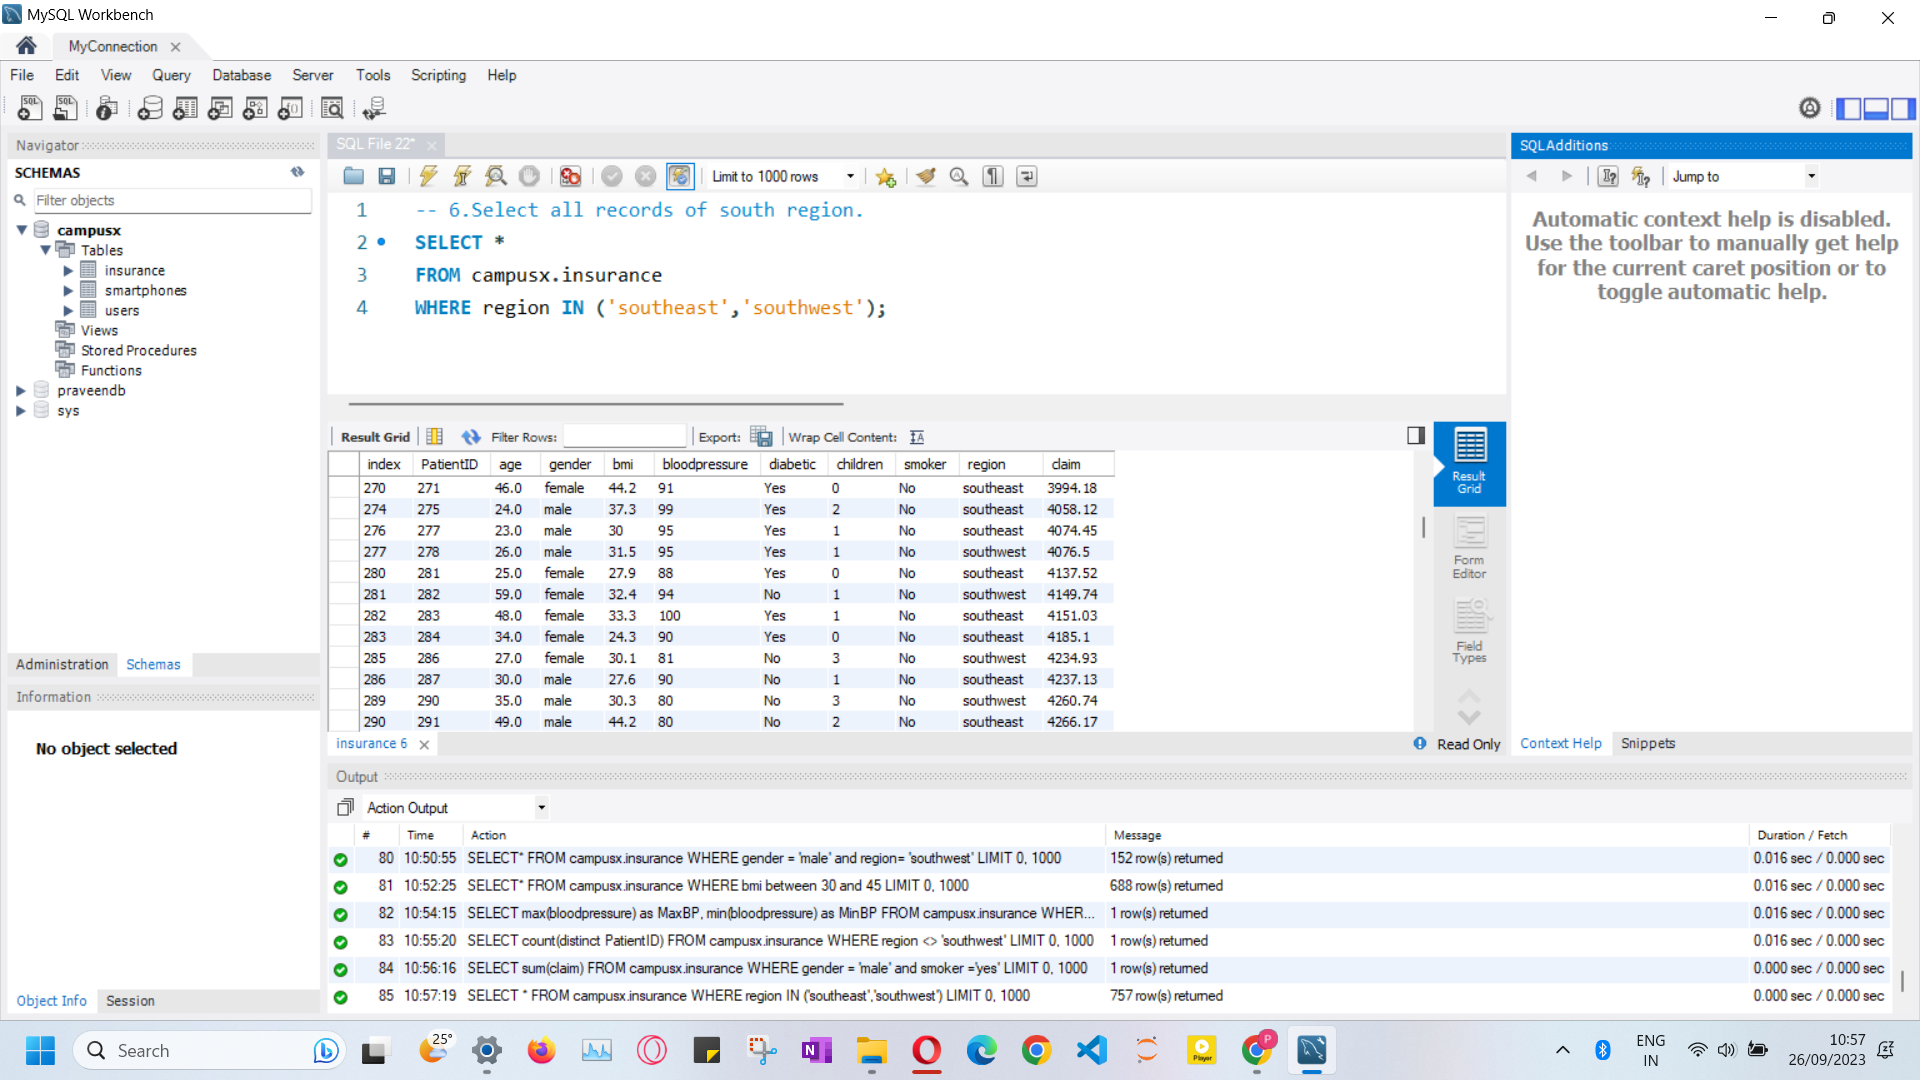 MySQL Workbench
MyConnection
File Edit View Query Database Server Tools Scripting Help
Navigator
SCHEMAS
Filter objects
campusx
Tables
insurance
smartphones
users
Views
Stored Procedures
Functions
praveendb
sys
Administration Schemas
Information
No object selected
Object Info Session
SQL File 22*
Limit to 1000 rows
1 -- 6.Select all records of south region.
2 SELECT *
3 FROM campusx.insurance
4 WHERE region IN ('southeast','southwest');
Result Grid Filter Rows: Export: Wrap Cell Content:
index PatientID age gender bmi bloodpressure diabetic children smoker region claim
270 271 46.0 female 44.2 91 Yes 0 No southeast 3994.18
274 275 24.0 male 37.3 99 Yes 2 No southeast 4058.12
276 277 23.0 male 30 95 Yes 1 No southeast 4074.45
277 278 26.0 male 31.5 95 Yes 1 No southwest 4076.5
280 281 25.0 female 27.9 88 Yes 0 No southeast 4137.52
281 282 59.0 female 32.4 94 No 1 No southwest 4149.74
282 283 48.0 female 33.3 100 Yes 1 No southeast 4151.03
283 284 34.0 female 24.3 90 Yes 0 No southeast 4185.1
285 286 27.0 female 30.1 81 No 3 No southwest 4234.93
286 287 30.0 male 27.6 90 No 1 No southeast 4237.13
289 290 35.0 male 30.3 80 No 3 No southwest 4260.74
290 291 49.0 male 44.2 80 No 2 No southeast 4266.17
Result
Grid
Form
Editor
Field
Types
insurance 6
Read Only
SQLAdditions
Jump to
Automatic context help is disabled.
Use the toolbar to manually get help
for the current caret position or to
toggle automatic help.
Context Help Snippets
Output
Action Output
# Time Action Message Duration / Fetch
80 10:50:55 SELECT* FROM campusx.insurance WHERE gender = 'male' and region= 'southwest' LIMIT 0, 1000 152 row(s) returned 0.016 sec / 0.000 sec
81 10:52:25 SELECT* FROM campusx.insurance WHERE bmi between 30 and 45 LIMIT 0, 1000 688 row(s) returned 0.016 sec / 0.000 sec
82 10:54:15 SELECT max(bloodpressure) as MaxBP, min(bloodpressure) as MinBP FROM campusx.insurance WHER... 1 row(s) returned 0.016 sec / 0.000 sec
83 10:55:20 SELECT count(distinct PatientID) FROM campusx.insurance WHERE region <> 'southwest' LIMIT 0, 1000 1 row(s) returned 0.016 sec / 0.000 sec
84 10:56:16 SELECT sum(claim) FROM campusx.insurance WHERE gender = 'male' and smoker ='yes' LIMIT 0, 1000 1 row(s) returned 0.000 sec / 0.000 sec
85 10:57:19 SELECT * FROM campusx.insurance WHERE region IN ('southeast','southwest') LIMIT 0, 1000 757 row(s) returned 0.000 sec / 0.000 sec
Search
25°
Player
P
ENG
IN
10:57
26/09/2023